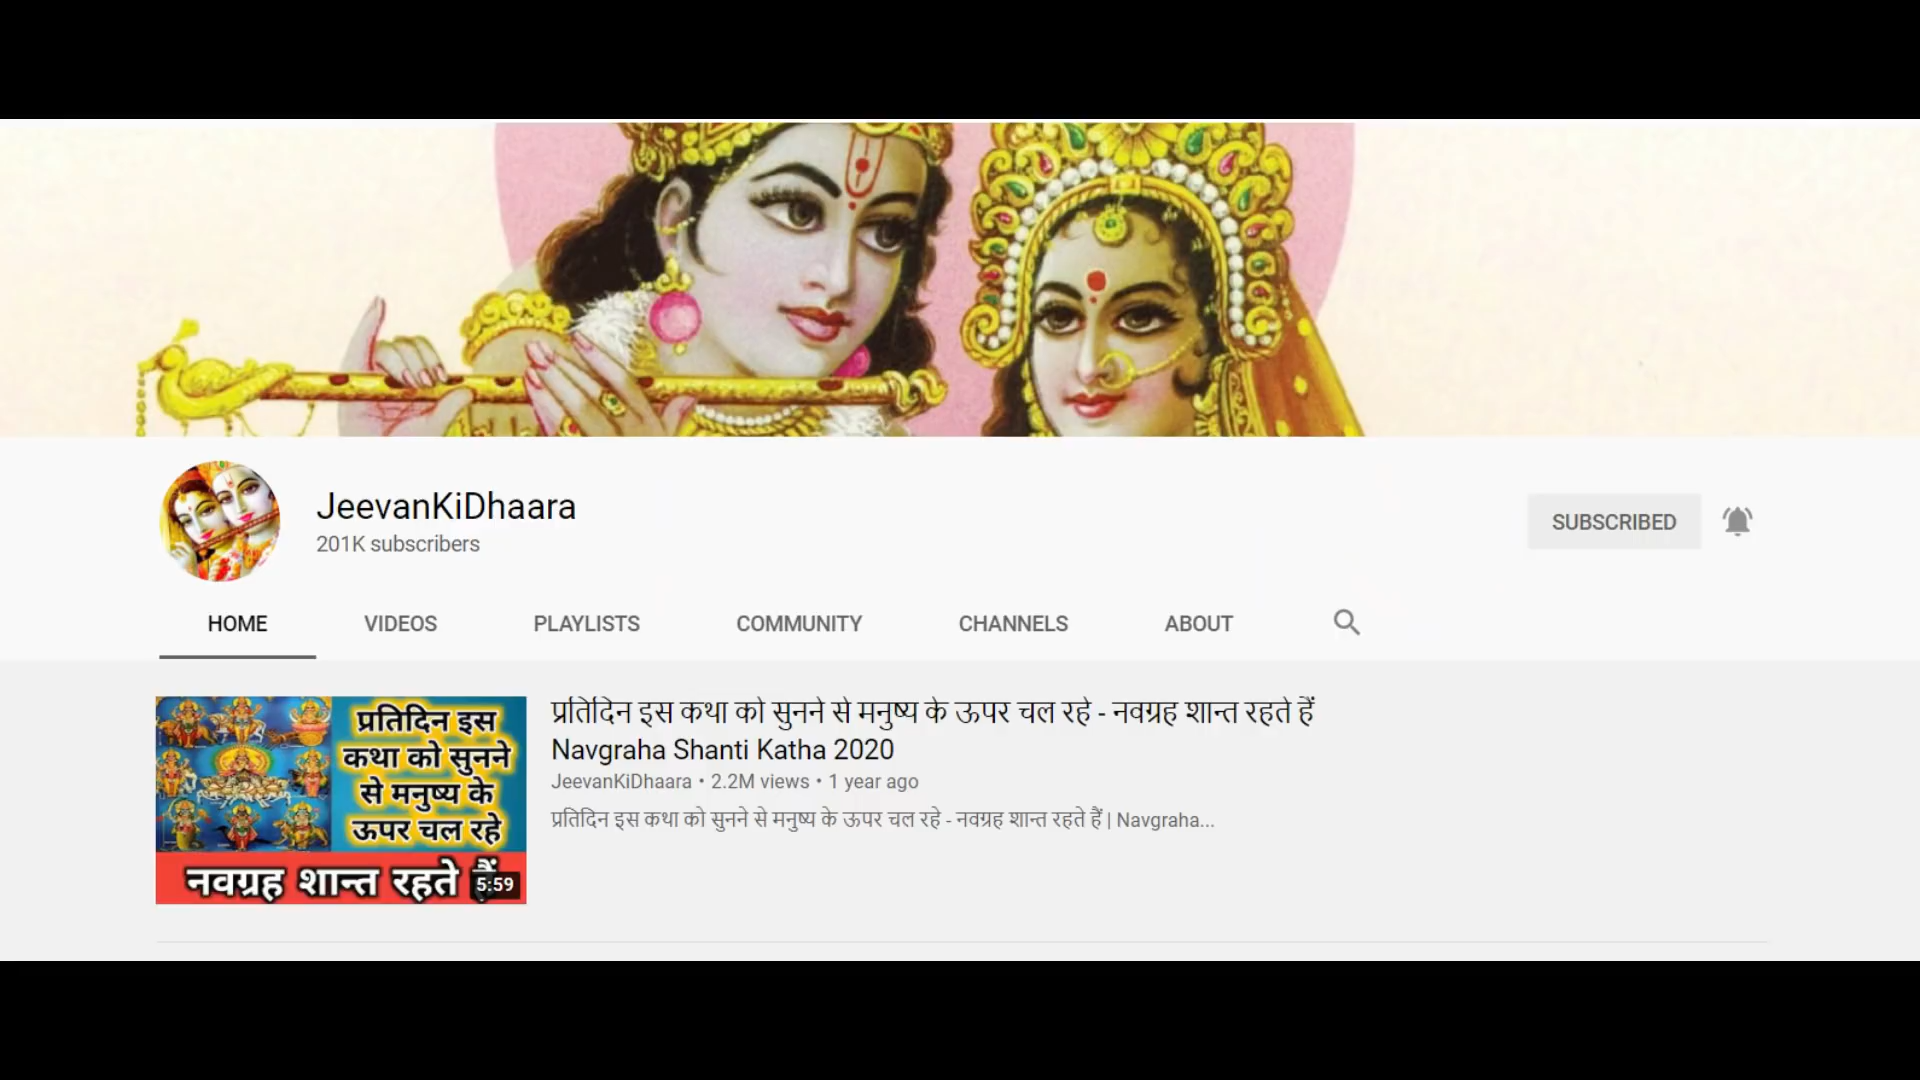 JeevanKiDhaara
201K subscribers
SUBSCRIBED
HOME VIDEOS PLAYLISTS COMMUNITY CHANNELS ABOUT
प्रतिदिन इस
कथा को सुनने
से मनुष्य के
ऊपर चल रहे
नवग्रह शान्त रहते हैं
5:59
प्रतिदिन इस कथा को सुनने से मनुष्य के ऊपर चल रहे - नवग्रह शान्त रहते हैं
Navgraha Shanti Katha 2020
JeevanKiDhaara • 2.2M views • 1 year ago
प्रतिदिन इस कथा को सुनने से मनुष्य के ऊपर चल रहे - नवग्रह शान्त रहते हैं | Navgraha...